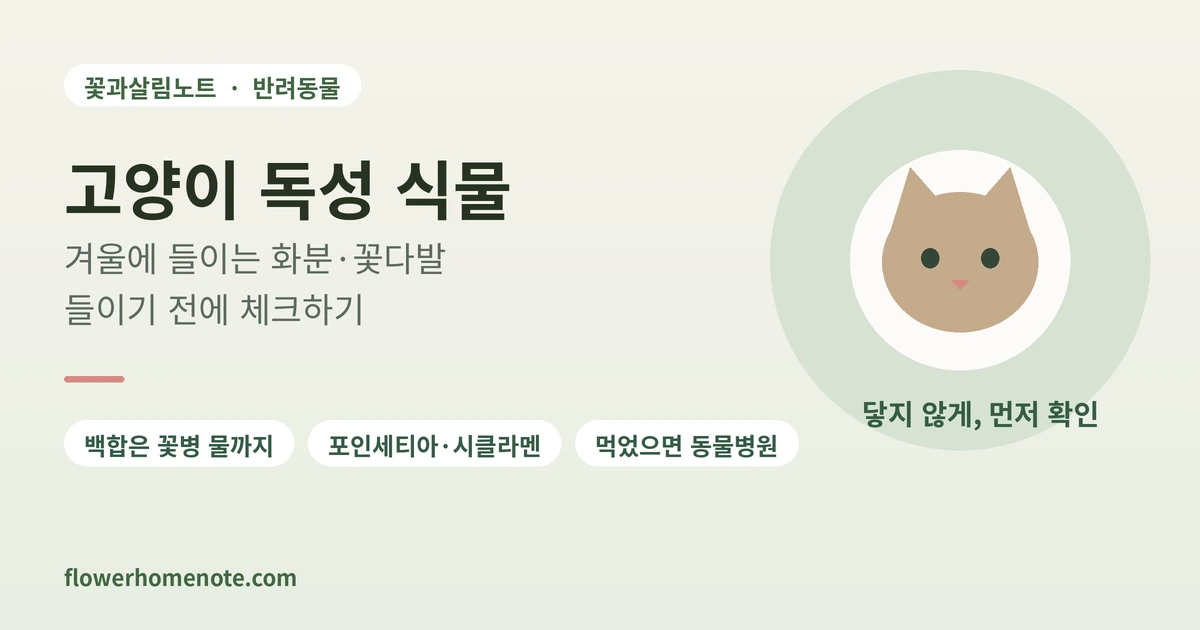 꽃과살림노트 · 반려동물
고양이 독성 식물
겨울에 들이는 화분·꽃다발
들이기 전에 체크하기
백합은 꽃병 물까지
포인세티아·시클라멘
먹었으면 동물병원
닿지 않게, 먼저 확인
flowerhomenote.com